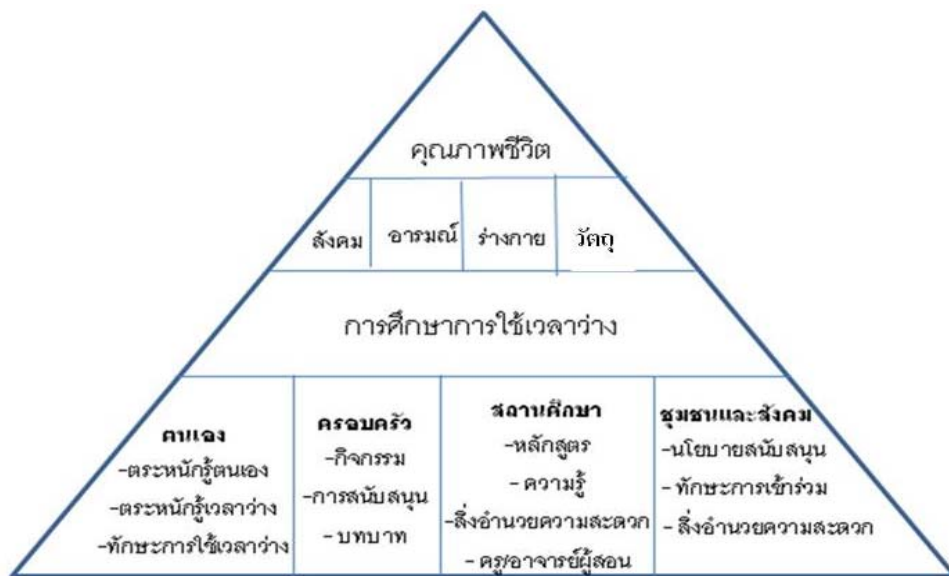 คุณภาพชีวิต
สังคม
อารมณ์
ร่างกาย
วัตถุ
การศึกษาการใช้เวลาว่าง
ตนเอง
-ตระหนักรู้ตนเอง
-ตระหนักรู้เวลาว่าง
-ทักษะการใช้เวลาว่าง
ครอบครัว
-กิจกรรม
-การสนับสนุน
-บทบาท
สถานศึกษา
-หลักสูตร
-ความรู้
-สิ่งอำนวยความสะดวก
- ครู/อาจารย์ผู้สอน
ชุมชนและสังคม
-นโยบายสนับสนุน
- ทักษะการเข้าร่วม
- สิ่งอำนวยความสะดวก